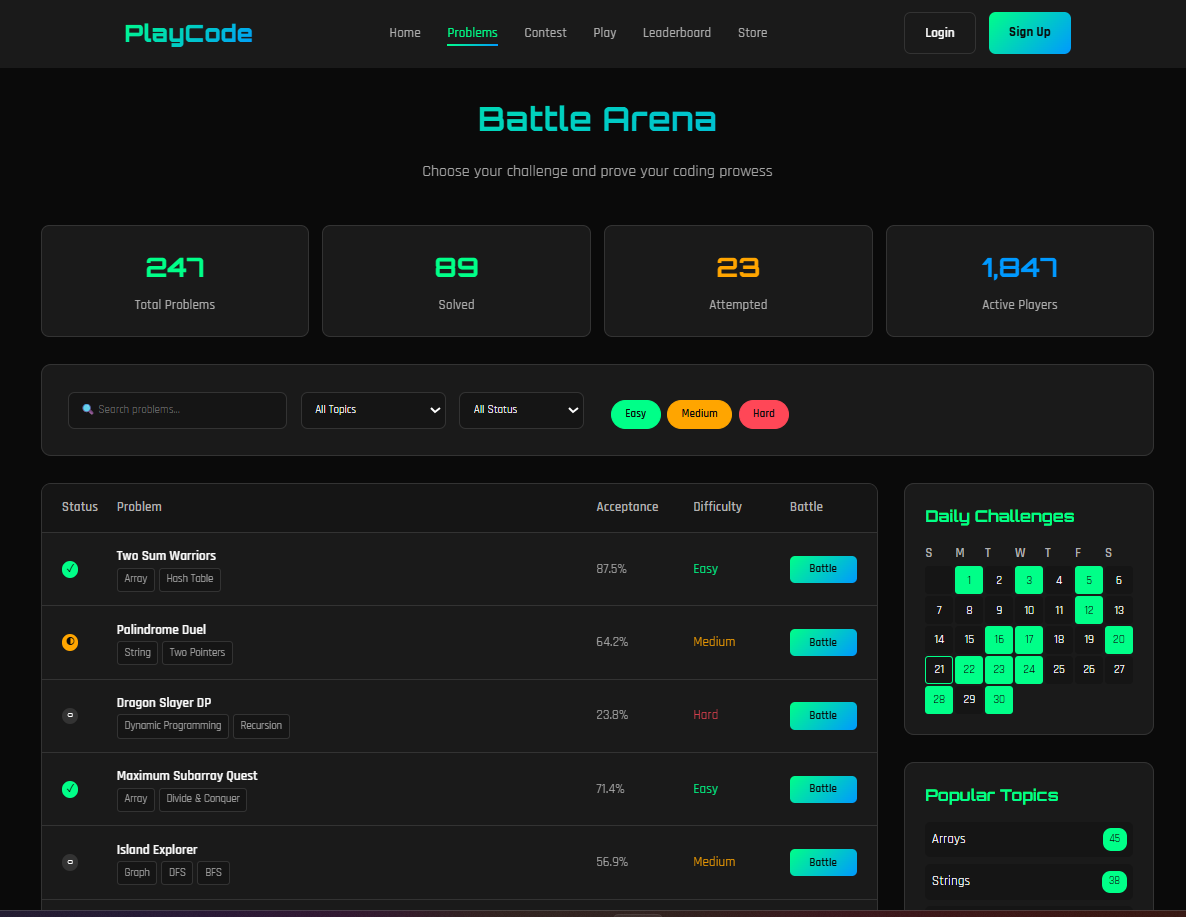 PlayCode
Home Problems Contest Play Leaderboard Store
Login Sign Up
Battle Arena
Choose your challenge and prove your coding prowess
247
Total Problems
89
Solved
23
Attempted
1,847
Active Players
Search problems...
All Topics
All Status
Easy Medium Hard
Status Problem Acceptance Difficulty Battle
Two Sum Warriors
Array Hash Table
87.5% Easy Battle
Palindrome Duel
String Two Pointers
64.2% Medium Battle
Dragon Slayer DP
Dynamic Programming Recursion
23.8% Hard Battle
Maximum Subarray Quest
Array Divide & Conquer
71.4% Easy Battle
Island Explorer
Graph DFS BFS
56.9% Medium Battle
Daily Challenges
S M T W T F S
1 2 3 4 5 6
7 8 9 10 11 12 13
14 15 16 17 18 19 20
21 22 23 24 25 26 27
28 29 30
Popular Topics
Arrays 45
Strings 38